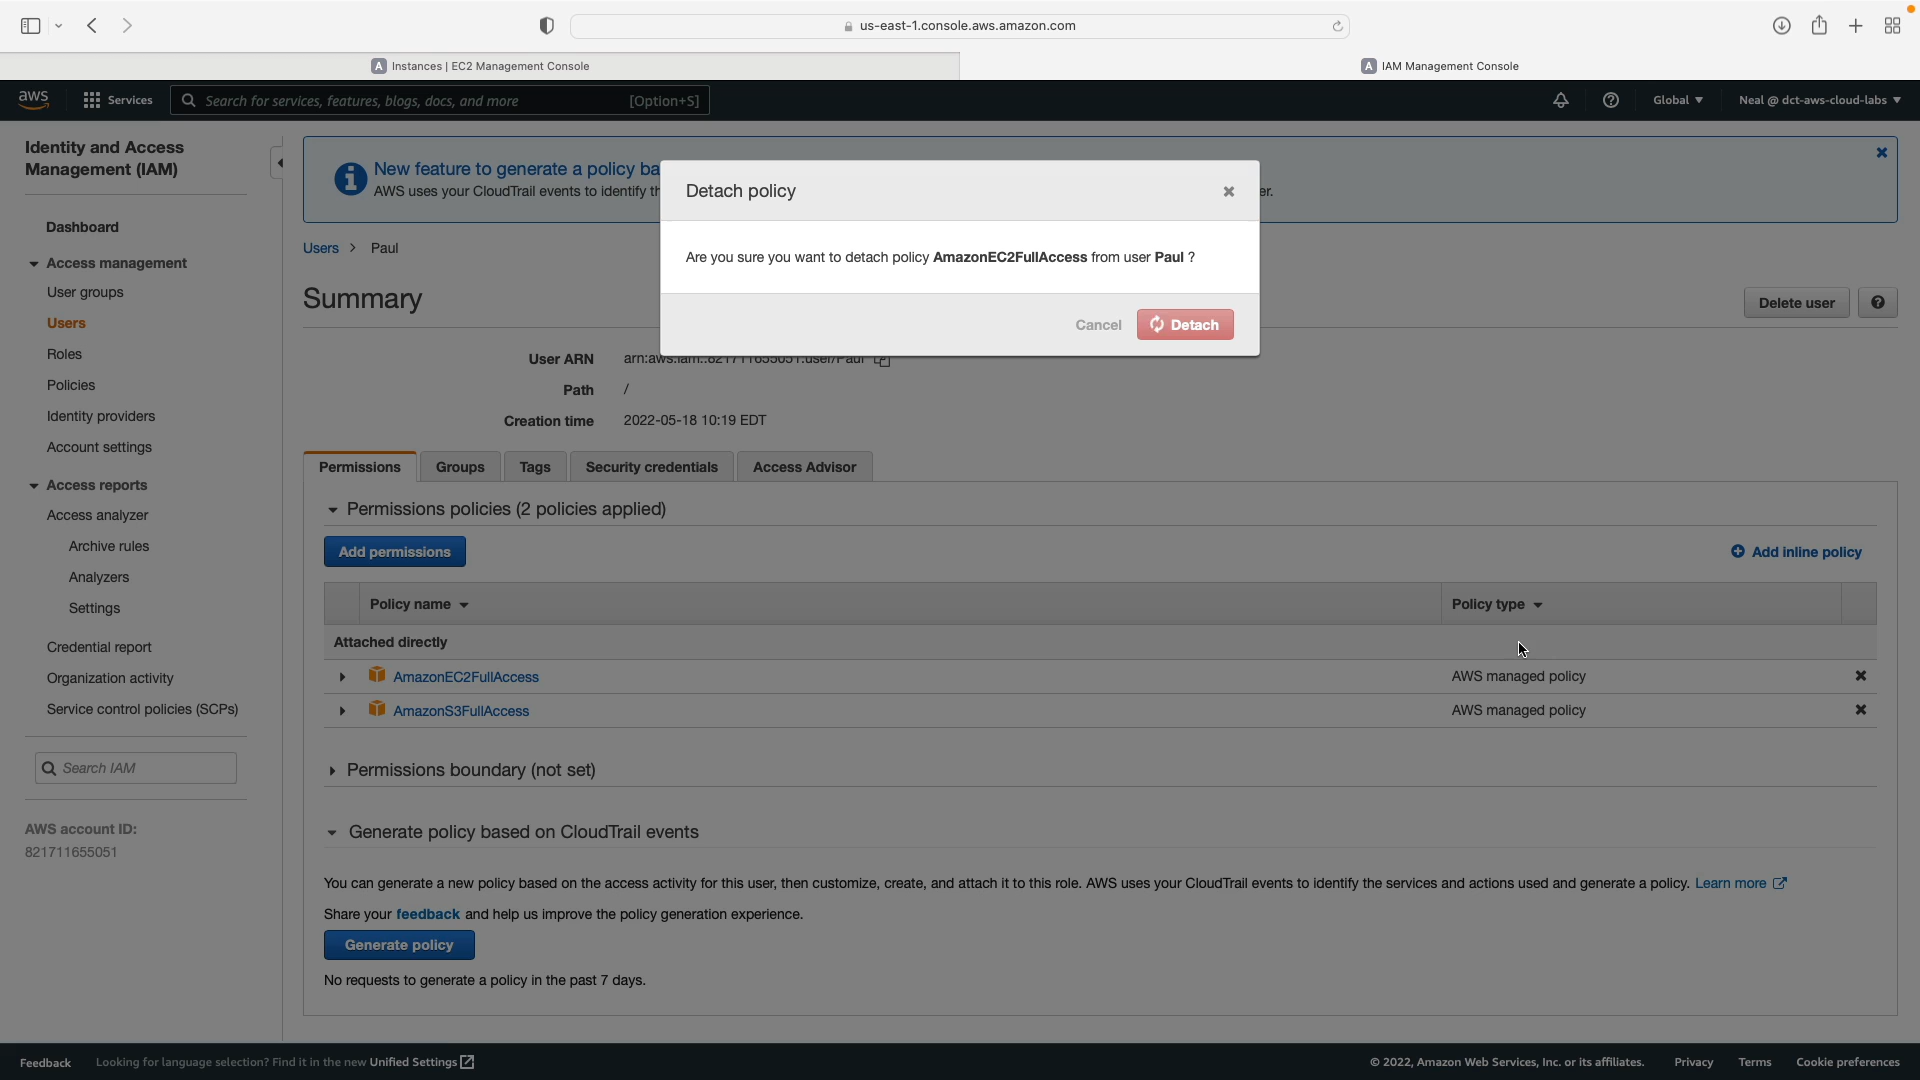 us-east-1.console.aws.amazon.com
A Instances | EC2 Management Console
A IAM Management Console
aws
Services
Search for services, features, blogs, docs, and more [Option+S]
Global
Neal @ dct-aws-cloud-labs
Identity and Access
Management (IAM)
Dashboard
Access management
User groups
Users
Roles
Policies
Identity providers
Account settings
Access reports
Access analyzer
Archive rules
Analyzers
Settings
Credential report
Organization activity
Service control policies (SCPs)
Search IAM
AWS account ID:
821711655051
New feature to generate a policy ba
AWS uses your CloudTrail events to identify th
er.
Users > Paul
Detach policy
Are you sure you want to detach policy AmazonEC2FullAccess from user Paul ?
Cancel
Detach
Summary
Delete user
User ARN arn:aws:iam::821711655051:user/Paul
Path /
Creation time 2022-05-18 10:19 EDT
Permissions
Groups
Tags
Security credentials
Access Advisor
Permissions policies (2 policies applied)
Add permissions
Add inline policy
Policy name
Policy type
Attached directly
AmazonEC2FullAccess AWS managed policy
AmazonS3FullAccess AWS managed policy
Permissions boundary (not set)
Generate policy based on CloudTrail events
You can generate a new policy based on the access activity for this user, then customize, create, and attach it to this role. AWS uses your CloudTrail events to identify the services and actions used and generate a policy. Learn more
Share your feedback and help us improve the policy generation experience.
Generate policy
No requests to generate a policy in the past 7 days.
Feedback
Looking for language selection? Find it in the new Unified Settings
© 2022, Amazon Web Services, Inc. or its affiliates.
Privacy
Terms
Cookie preferences